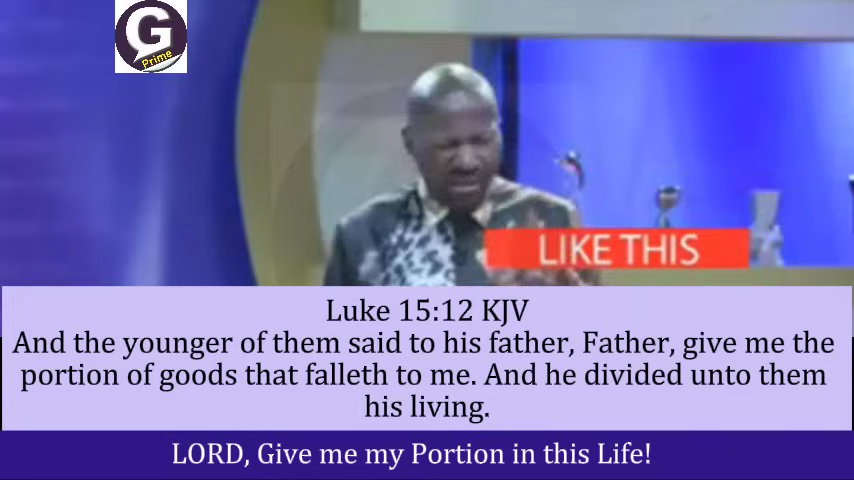 G
Prime
LIKE THIS
Luke 15:12 KJV
And the younger of them said to his father, Father, give me the
portion of goods that falleth to me. And he divided unto them
his living.
LORD, Give me my Portion in this Life!